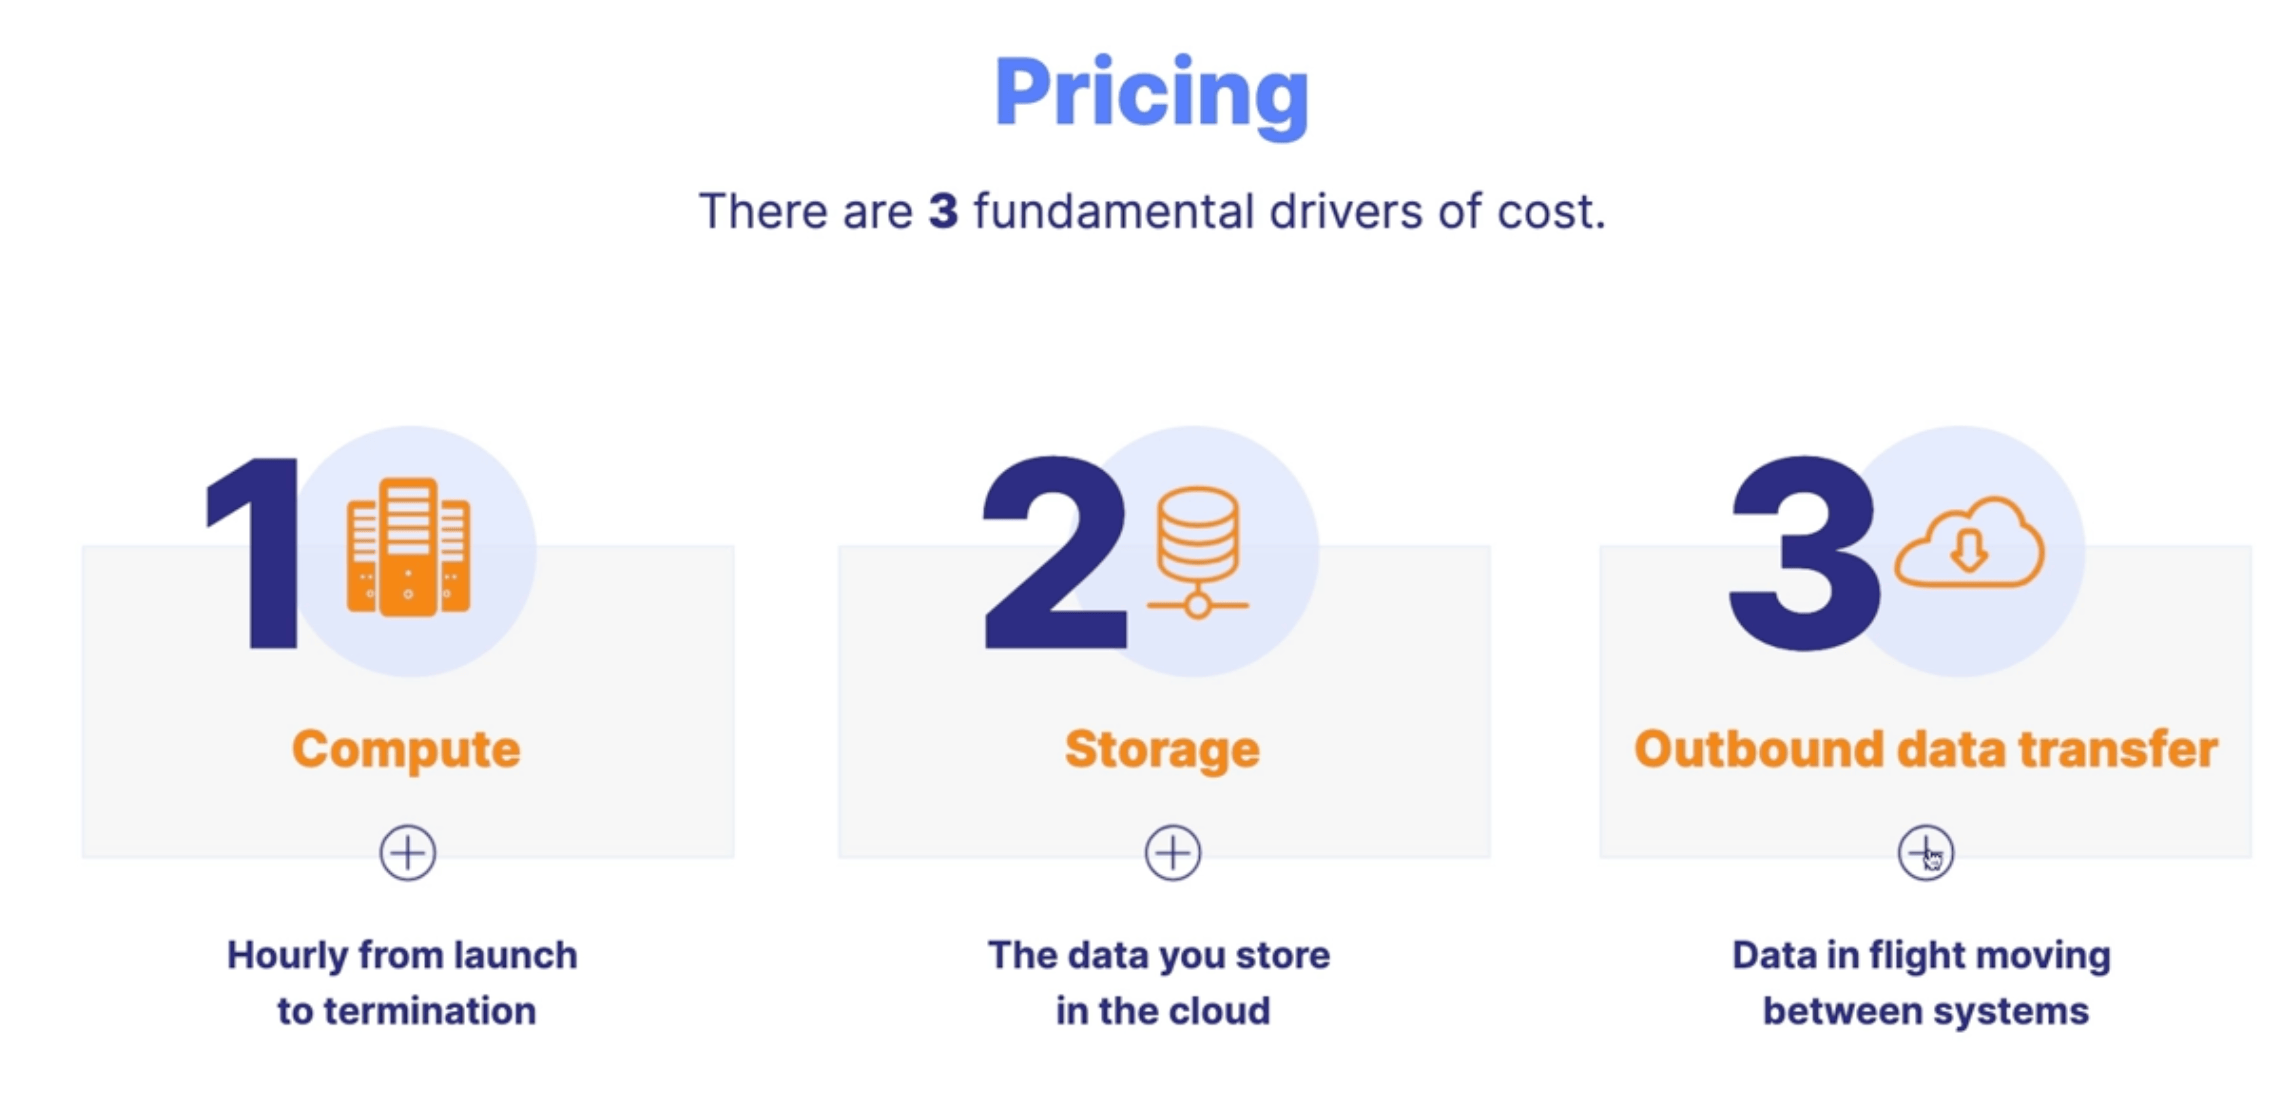 Pricing
There are 3 fundamental drivers of cost.
1
Compute
Hourly from launch
to termination
2
Storage
The data you store
in the cloud
3
Outbound data transfer
Data in flight moving
between systems